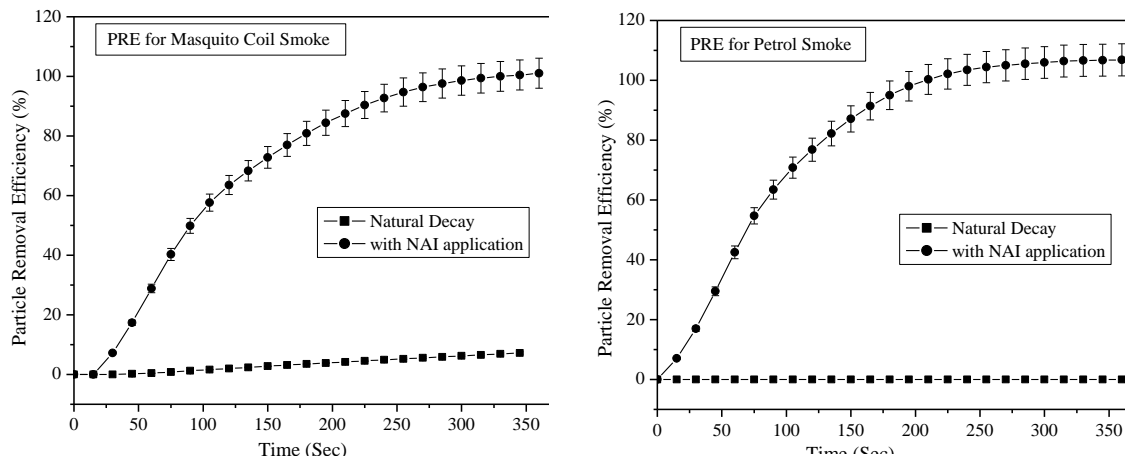 PRE for Masquito Coil Smoke
Particle Removal Efficiency (%)
120
100
80
60
40
20
0
Natural Decay
with NAI application
0 50 100 150 200 250 300 350
Time (Sec)
PRE for Petrol Smoke
Particle Removal Efficiency (%)
120
100
80
60
40
20
0
Natural Decay
with NAI application
0 50 100 150 200 250 300 350
Time (Sec)